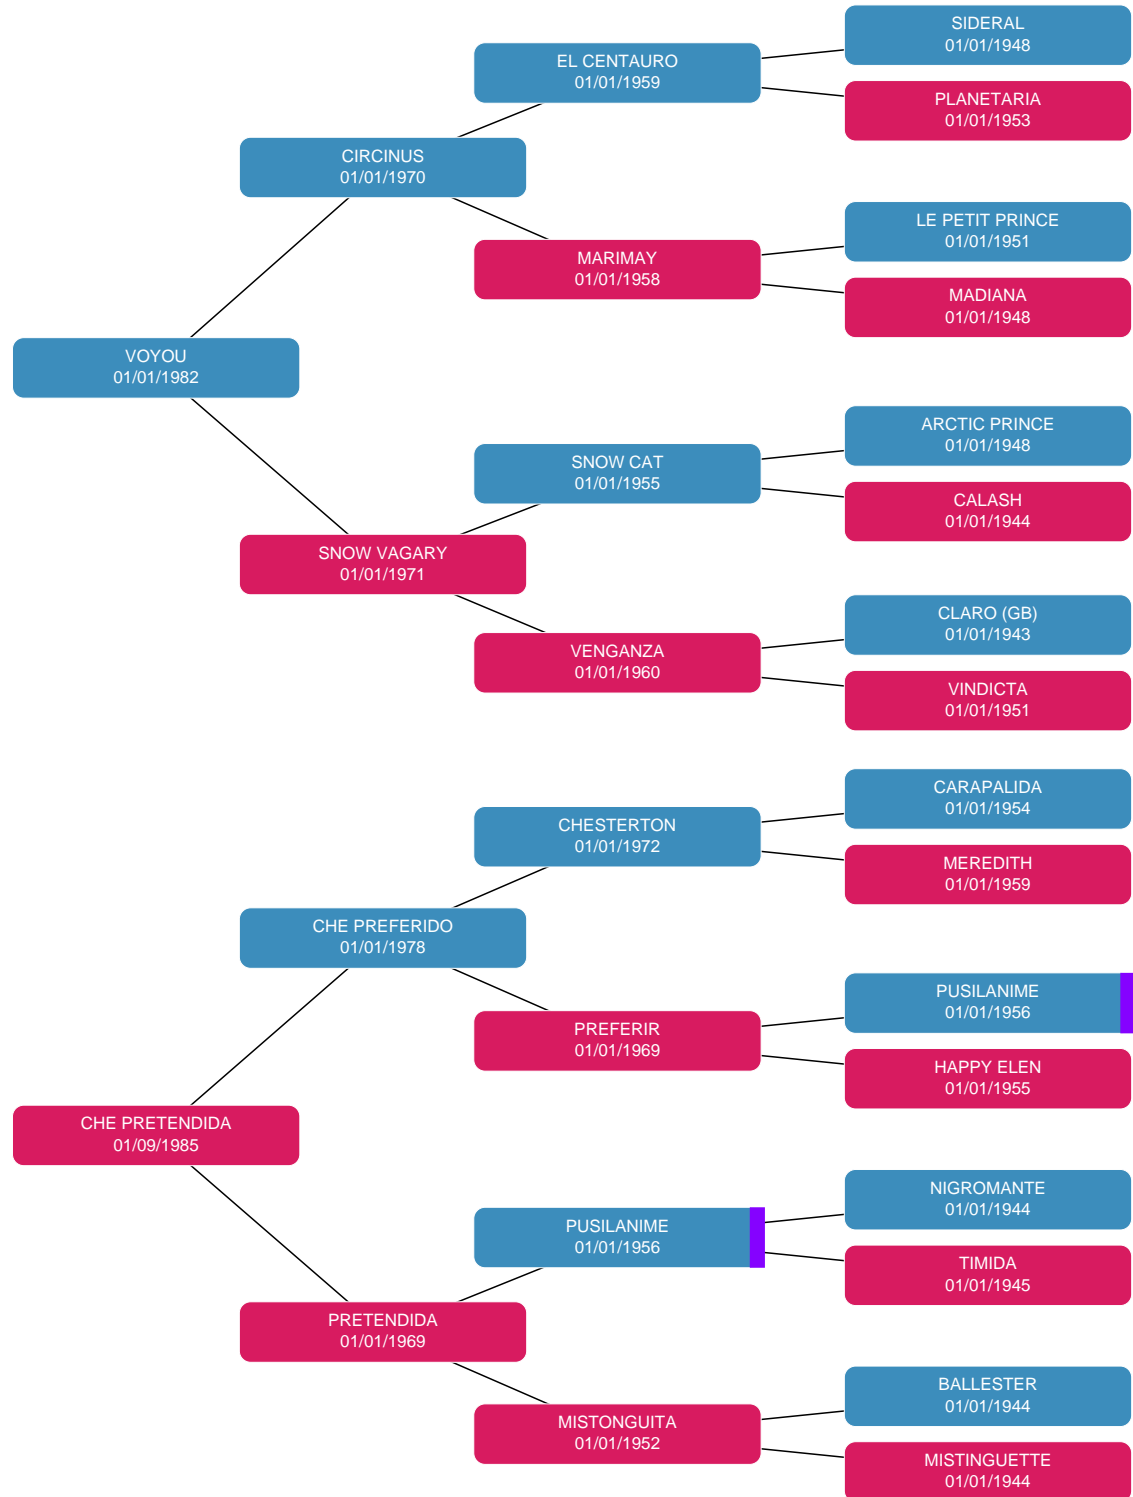 SIDERAL
01/01/1948
EL CENTAURO
01/01/1959
PLANETARIA
01/01/1953
CIRCINUS
01/01/1970
LE PETIT PRINCE
01/01/1951
MARIMAY
01/01/1958
MADIANA
01/01/1948
VOYOU
01/01/1982
ARCTIC PRINCE
01/01/1948
SNOW CAT
01/01/1955
CALASH
01/01/1944
SNOW VAGARY
01/01/1971
CLARO (GB)
01/01/1943
VENGANZA
01/01/1960
VINDICTA
01/01/1951
CARAPALIDA
01/01/1954
CHESTERTON
01/01/1972
MEREDITH
01/01/1959
CHE PREFERIDO
01/01/1978
PUSILANIME
01/01/1956
PREFERIR
01/01/1969
HAPPY ELEN
01/01/1955
CHE PRETENDIDA
01/09/1985
NIGROMANTE
01/01/1944
PUSILANIME
01/01/1956
TIMIDA
01/01/1945
PRETENDIDA
01/01/1969
BALLESTER
01/01/1944
MISTONGUITA
01/01/1952
MISTINGUETTE
01/01/1944